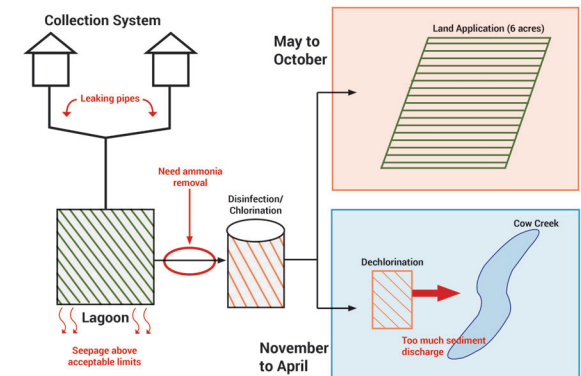 Collection System
Leaking pipes
May to
October
Land Application (6 acres)
Need ammonia
removal
Disinfection/
Chlorination
Lagoon
Seepage above
acceptable limits
November
to April
Cow Creek
Dechlorination
Too much sediment
discharge